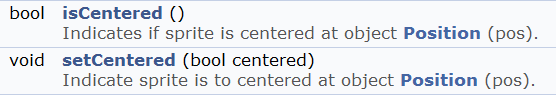 bool isCentered ()
Indicates if sprite is centered at object Position (pos).
void setCentered (bool centered)
Indicate sprite is to centered at object Position (pos).